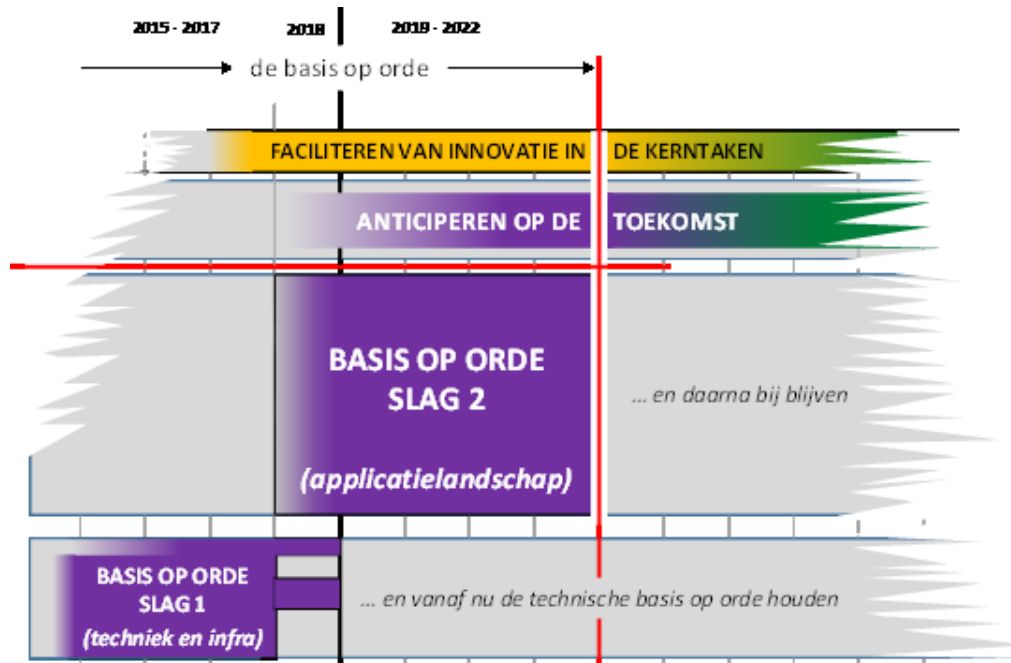 2015 - 2017 2018 2019 - 2022
de basis op orde
FACILITEREN VAN INNOVATIE IN DE KERNTAKEN
ANTICIPEREN OP DE TOEKOMST
BASIS OP ORDE
SLAG 2
... en daarna bij blijven
(applicatielandschap)
BASIS OP ORDE
SLAG 1
(techniek en infra)
... en vanaf nu de technische basis op orde houden